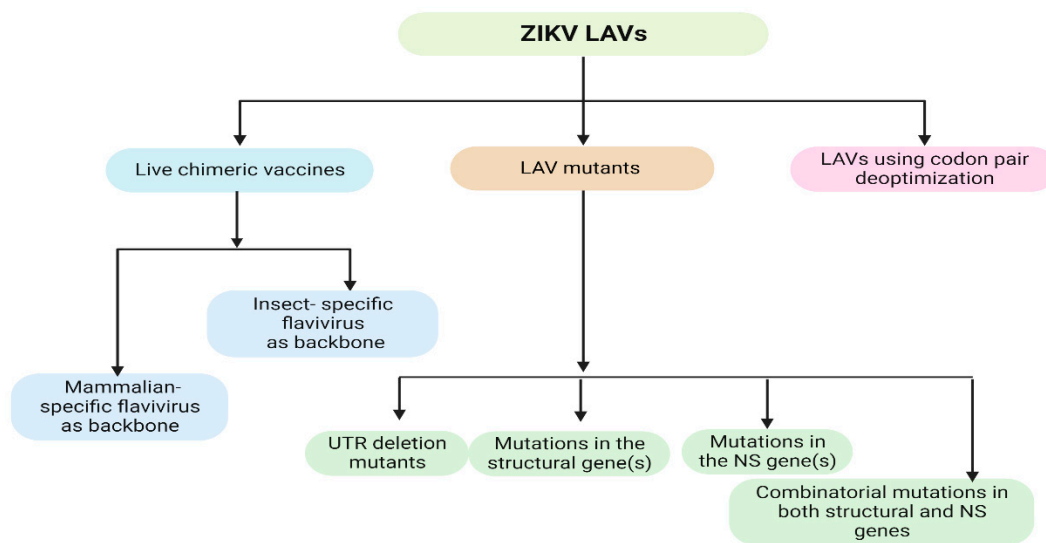 ZIKV LAVs
Live chimeric vaccines
LAV mutants
LAVs using codon pair
deoptimization
Insect- specific
flavivirus
as backbone
Mammalian-
specific flavivirus
as backbone
UTR deletion
mutants
Mutations in the
structural gene(s)
Mutations in
the NS gene(s)
Combinatorial mutations in
both structural and NS
genes